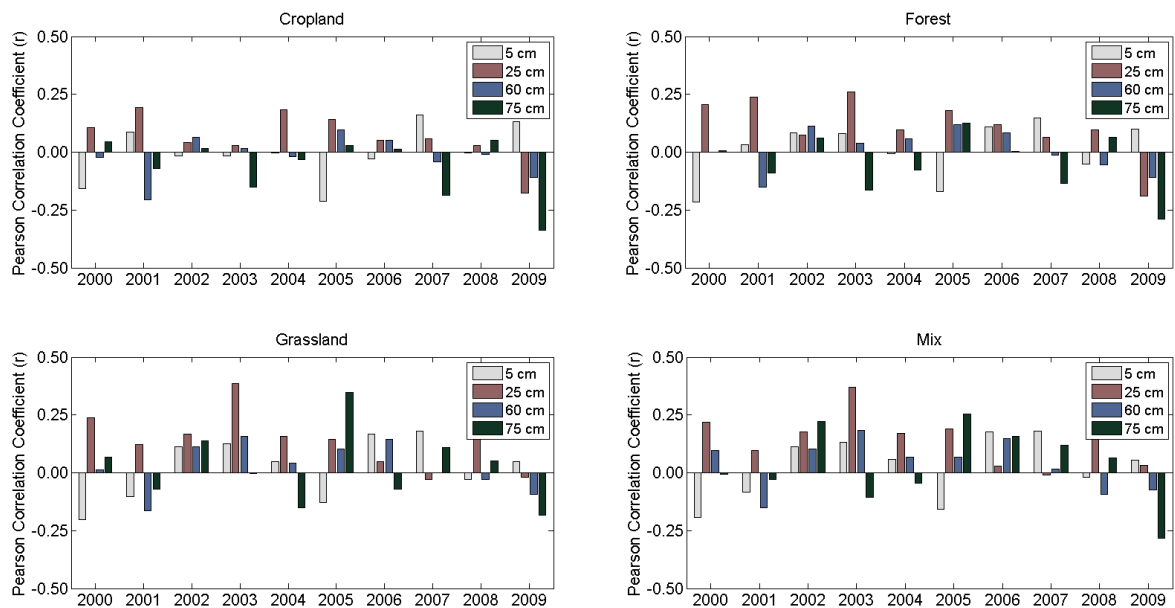 Cropland
Pearson Correlation Coefficient (r)
0.50
0.25
0.00
-0.25
-0.50
5 cm
25 cm
60 cm
75 cm
2000 2001 2002 2003 2004 2005 2006 2007 2008 2009
Forest
Pearson Correlation Coefficient (r)
0.50
0.25
0.00
-0.25
-0.50
5 cm
25 cm
60 cm
75 cm
2000 2001 2002 2003 2004 2005 2006 2007 2008 2009
Grassland
Pearson Correlation Coefficient (r)
0.50
0.25
0.00
-0.25
-0.50
5 cm
25 cm
60 cm
75 cm
2000 2001 2002 2003 2004 2005 2006 2007 2008 2009
Mix
Pearson Correlation Coefficient (r)
0.50
0.25
0.00
-0.25
-0.50
5 cm
25 cm
60 cm
75 cm
2000 2001 2002 2003 2004 2005 2006 2007 2008 2009